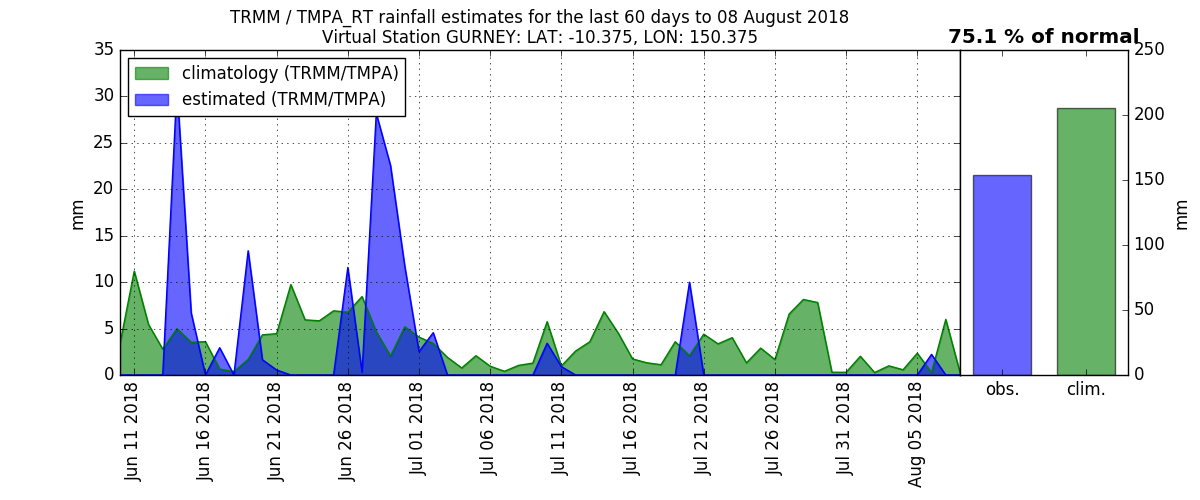 TRMM / TMPA_RT rainfall estimates for the last 60 days to 08 August 2018
Virtual Station GURNEY: LAT: -10.375, LON: 150.375
75.1 % of normal
climatology (TRMM/TMPA)
estimated (TRMM/TMPA)
35
30
25
20
15
10
5
0
mm
Jun 11 2018
Jun 16 2018
Jun 21 2018
Jun 26 2018
Jul 01 2018
Jul 06 2018
Jul 11 2018
Jul 16 2018
Jul 21 2018
Jul 26 2018
Jul 31 2018
Aug 05 2018
obs.
clim.
250
200
150
100
50
0
mm